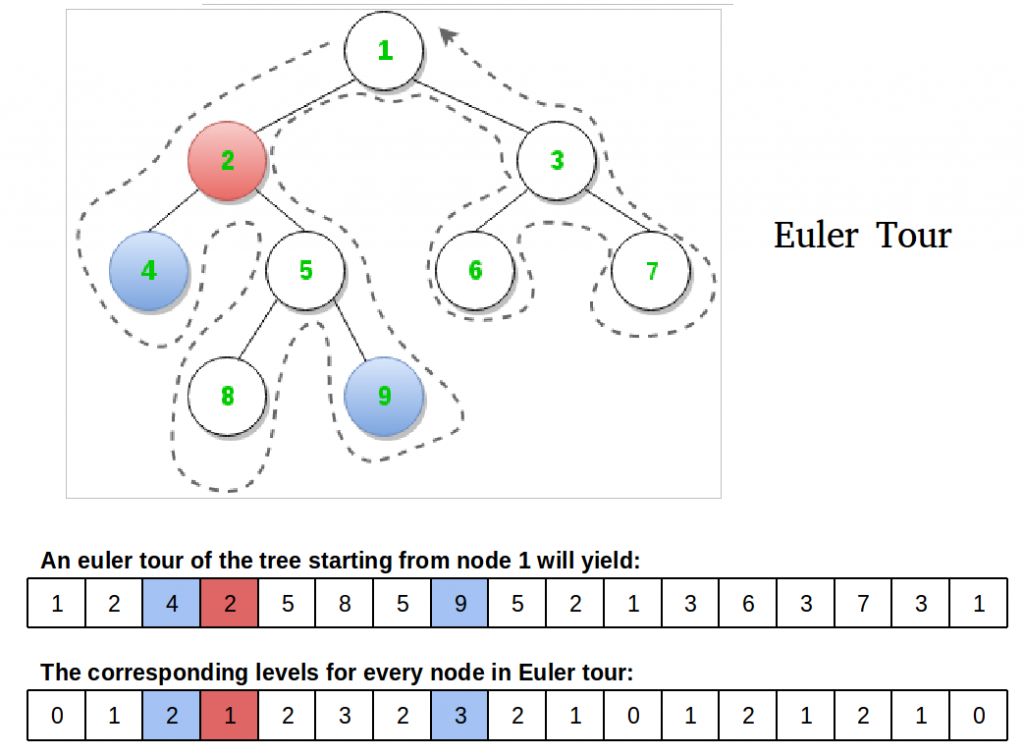 1
2 3
Euler Tour
4 5 6 7
8 9
An euler tour of the tree starting from node 1 will yield:
1 2 4 2 5 8 5 9 5 2 1 3 6 3 7 3 1
The corresponding levels for every node in Euler tour:
0 1 2 1 2 3 2 3 2 1 0 1 2 1 2 1 0